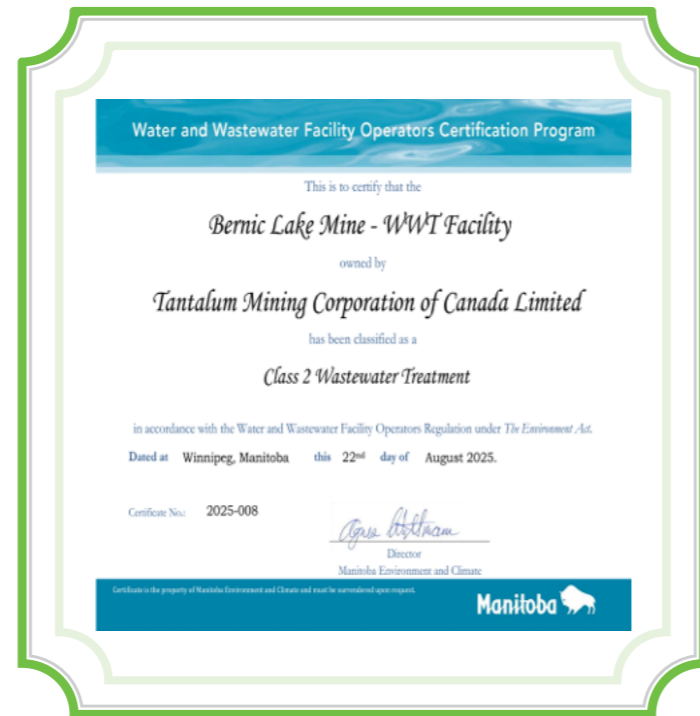 Water and Wastewater Facility Operators Certification Program
This is to certify that the
Bernic Lake Mine - WWT Facility
owned by
Tantalum Mining Corporation of Canada Limited
has been classified as a
Class 2 Wastewater Treatment
in accordance with the Water and Wastewater Facility Operators Regulation under The Environment Act.
Dated at Winnipeg, Manitoba this 22nd day of August 2025.
Certificate No.: 2025-008
Director
Manitoba Environment and Climate
Certificate is the property of Manitoba Environment and Climate and must be surrendered upon request.
Manitoba